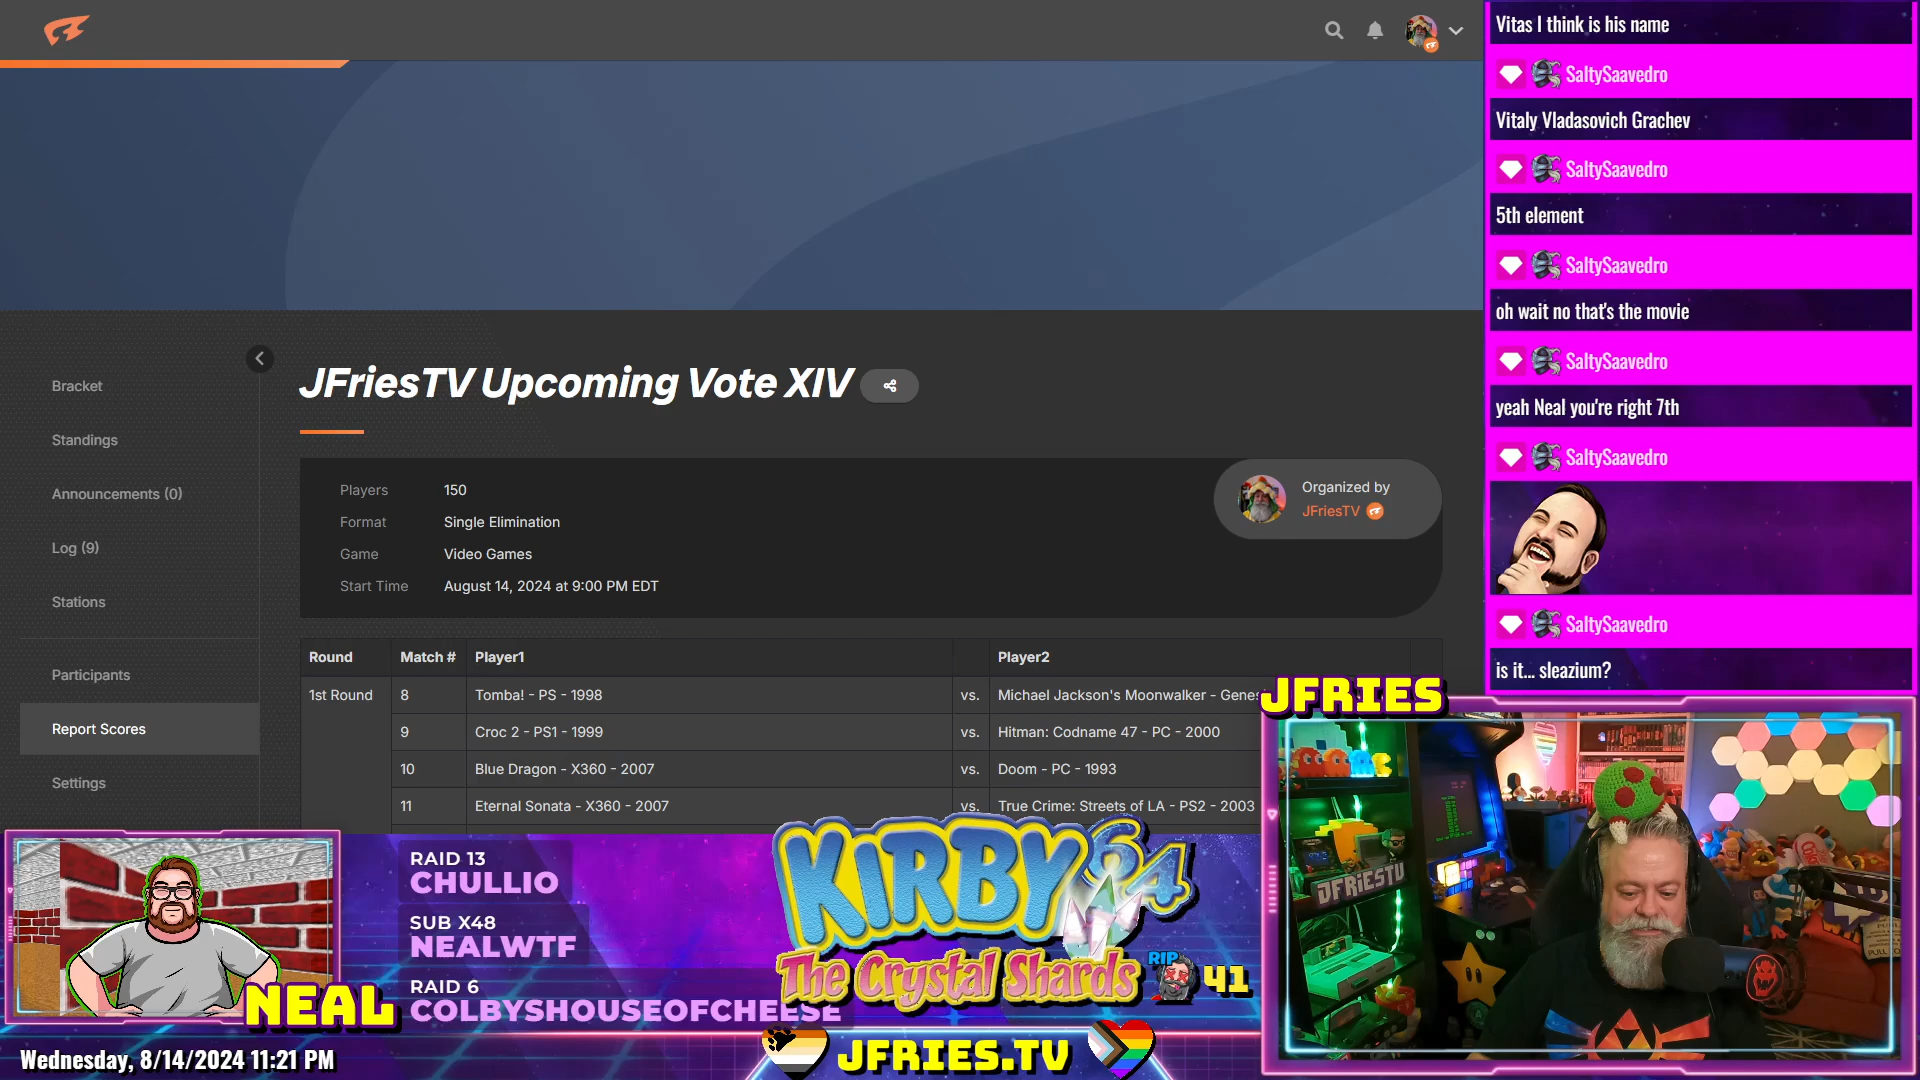 Vitas I think is his name
SaltySaavedro
Vitaly Vladasovich Grachev
SaltySaavedro
5th element
SaltySaavedro
oh wait no that's the movie
SaltySaavedro
yeah Neal you're right 7th
SaltySaavedro
SaltySaavedro
is it... sleazium?
Bracket
Standings
Announcements (0)
Log (9)
Stations
Participants
Report Scores
Settings
JFriesTV Upcoming Vote XIV
Players 150
Format Single Elimination
Game Video Games
Start Time August 14, 2024 at 9:00 PM EDT
Organized by
JFriesTV
Round Match # Player1 Player2
1st Round 8 Tomba! - PS - 1998 vs. Michael Jackson's Moonwalker - Genes
9 Croc 2 - PS1 - 1999 vs. Hitman: Codname 47 - PC - 2000
10 Blue Dragon - X360 - 2007 vs. Doom - PC - 1993
11 Eternal Sonata - X360 - 2007 vs. True Crime: Streets of LA - PS2 - 2003
JFRIES
JFRIESTV
NEAL
RAID 13
CHULLIO
SUB X48
NEALWTF
RAID 6
COLBYSHOUSEOFCHEESE
KIRBY 64
The Crystal Shards
RIP 41
JFRIES.TV
Wednesday, 8/14/2024 11:21 PM